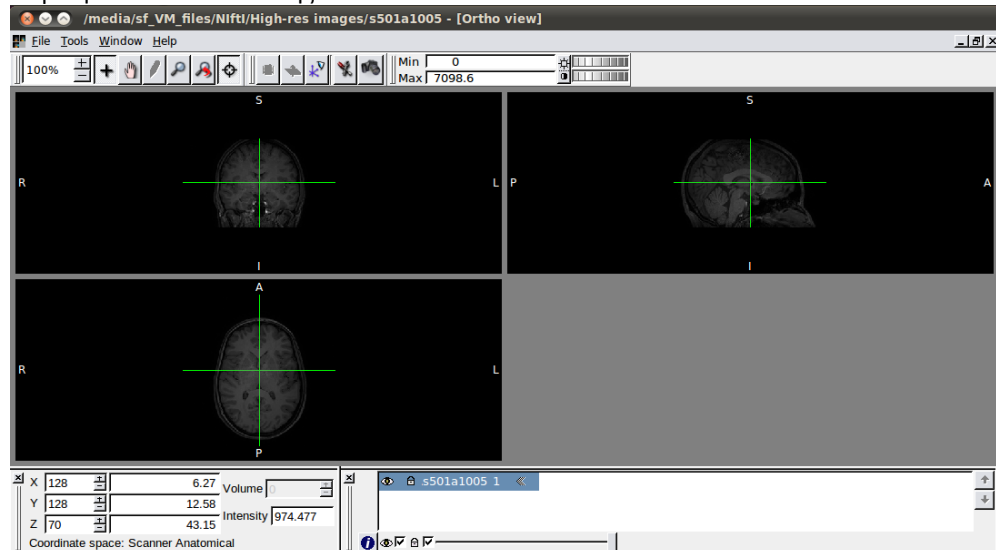 /media/sf_VM_files/NIftI/High-res images/s501a1005 - [Ortho view]
File Tools Window Help
100%
Min 0
Max 7098.6
S
S
R
L
P
A
I
I
A
R
L
P
X 128 6.27
Volume 0
Y 128 12.58
Intensity 974.477
Z 70 43.15
Coordinate space: Scanner Anatomical
s501a1005 1